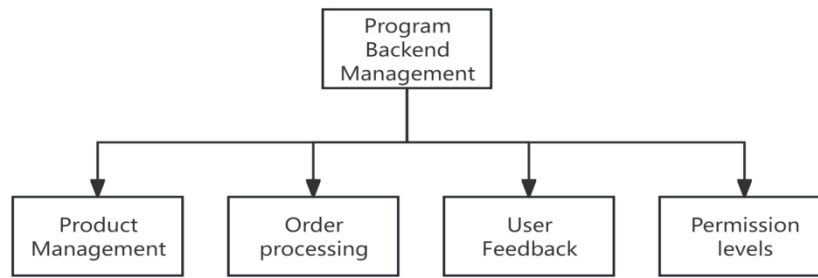 Program
Backend
Management
Product
Management
Order
processing
User
Feedback
Permission
levels